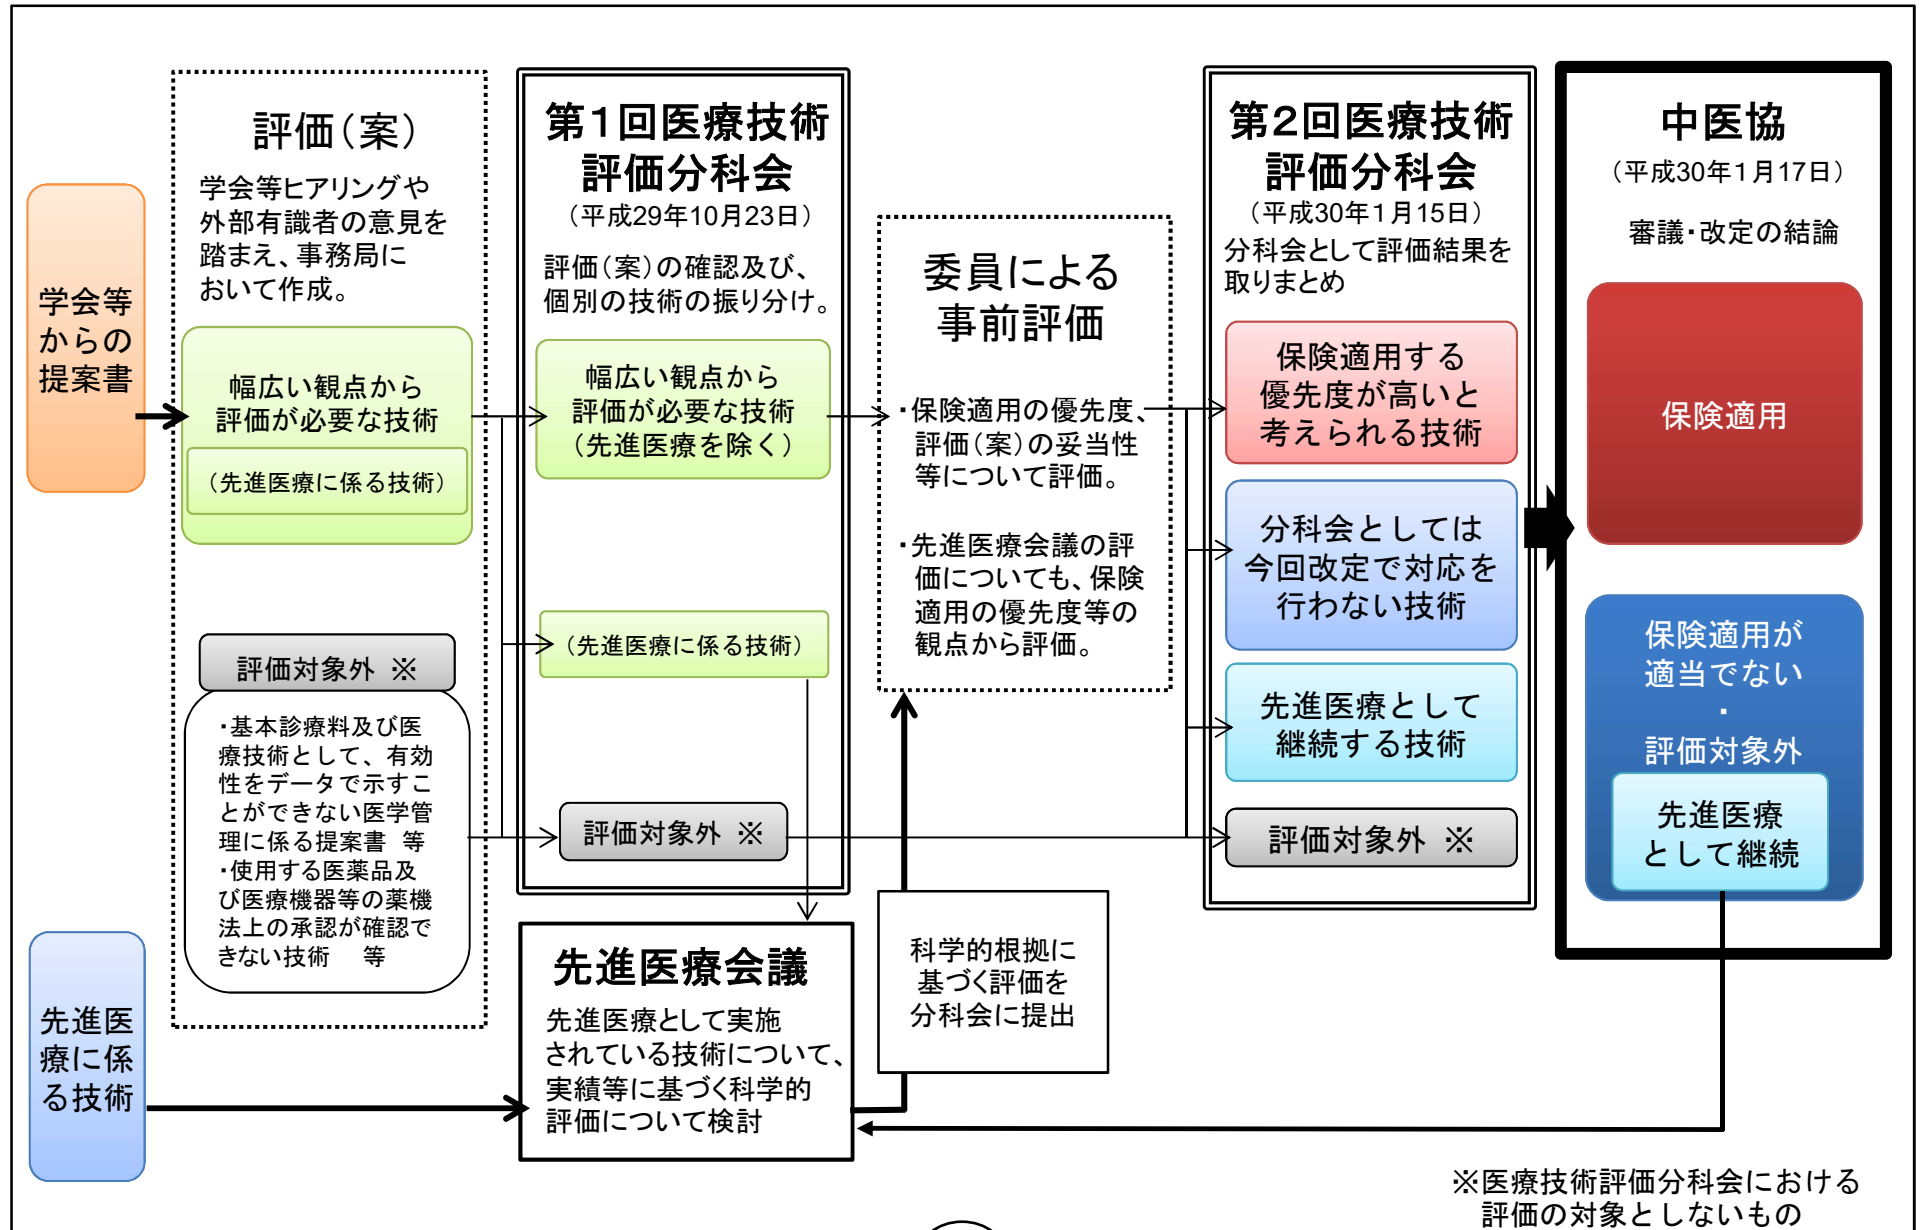 学会等
からの
提案書
先進医
療に係
る技術
評価（案）
学会等ヒアリングや
外部有識者の意見を
踏まえ、事務局に
おいて作成。
幅広い観点から
評価が必要な技術
（先進医療に係る技術）
評価対象外 ※
・基本診療料及び医
療技術として、有効
性をデータで示すこ
とができない医学管
理に係る提案書 等
・使用する医薬品及
び医療機器等の薬機
法上の承認が確認で
きない技術 等
第１回医療技術
評価分科会
（平成29年10月23日）
評価（案）の確認及び、
個別の技術の振り分け。
幅広い観点から
評価が必要な技術
（先進医療を除く）
（先進医療に係る技術）
評価対象外 ※
先進医療会議
先進医療として実施
されている技術について、
実績等に基づく科学的
評価について検討
委員による
事前評価
・保険適用の優先度、
評価（案）の妥当性
等について評価。
・先進医療会議の評
価についても、保険
適用の優先度等の
観点から評価。
科学的根拠に
基づく評価を
分科会に提出
第２回医療技術
評価分科会
（平成30年１月15日）
分科会として評価結果を
取りまとめ
保険適用する
優先度が高いと
考えられる技術
分科会としては
今回改定で対応を
行わない技術
先進医療として
継続する技術
評価対象外 ※
中医協
（平成30年１月17日）
審議・改定の結論
保険適用
保険適用が
適当でない
・
評価対象外
先進医療
として継続
※医療技術評価分科会における
評価の対象としないもの